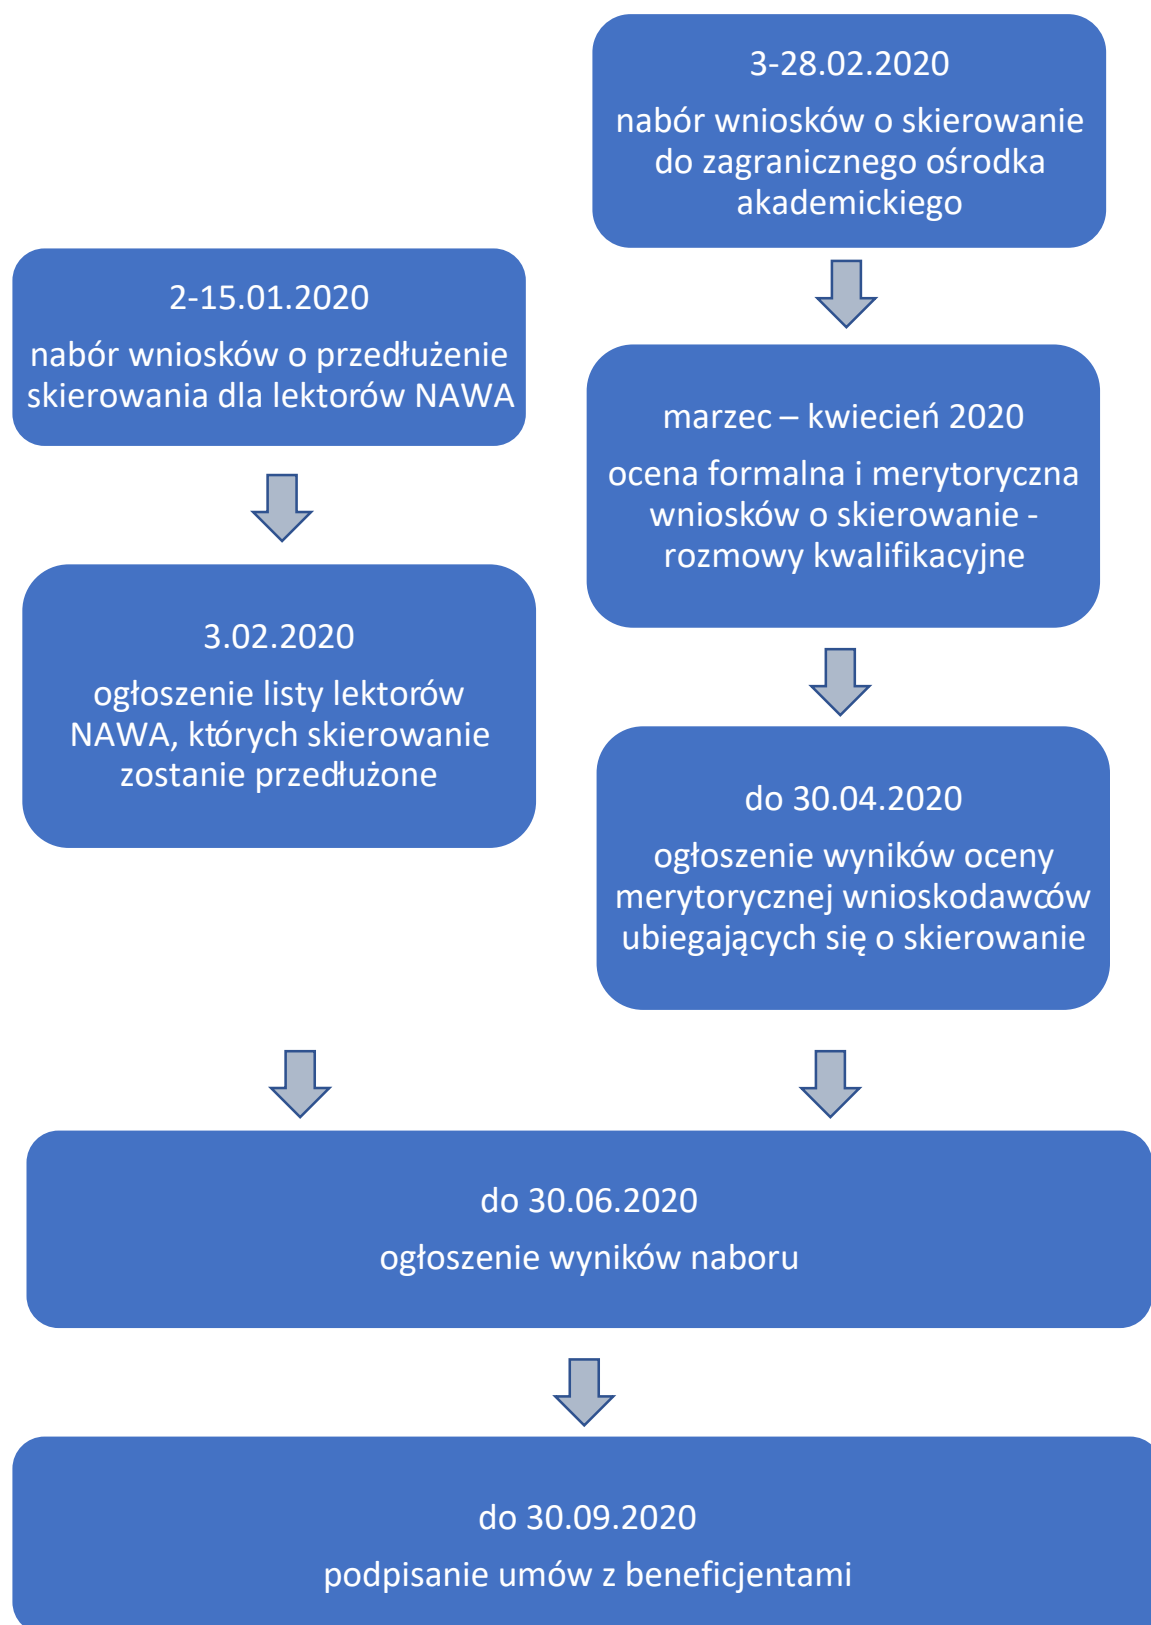 3-28.02.2020
nabór wniosków o skierowanie
do zagranicznego ośrodka
akademickiego
2-15.01.2020
nabór wniosków o przedłużenie
skierowania dla lektorów NAWA
marzec – kwiecień 2020
ocena formalna i merytoryczna
wniosków o skierowanie -
rozmowy kwalifikacyjne
3.02.2020
ogłoszenie listy lektorów
NAWA, których skierowanie
zostanie przedłużone
do 30.04.2020
ogłoszenie wyników oceny
merytorycznej wnioskodawców
ubiegających się o skierowanie
do 30.06.2020
ogłoszenie wyników naboru
do 30.09.2020
podpisanie umów z beneficjentami